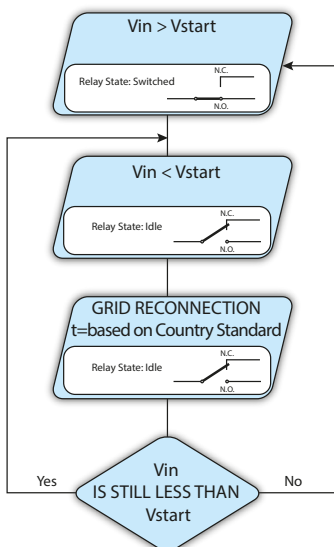 Vin > Vstart
N.C.
Relay State: Switched
N.O.
Vin < Vstart
N.C.
Relay State: Idle
N.O.
GRID RECONNECTION
t=based on Country Standard
N.C.
Relay State: Idle
N.O.
Yes
Vin
IS STILL LESS THAN
Vstart
No